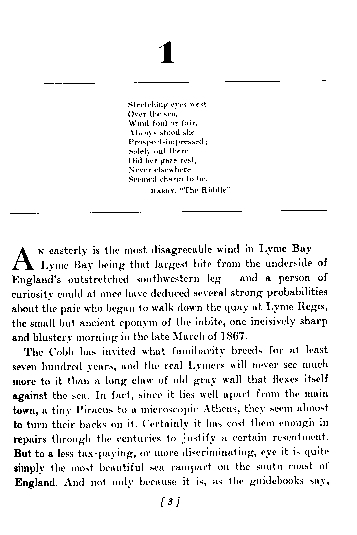 1
Stretching eyes west
Over the sea,
Wind foul or fair,
Always stood she
Prospect-impressed;
Solely out there
Did her gaze rest,
Never elsewhere
Seemed charm to be.
HARDY, "The Riddle"
AN easterly is the most disagreeable wind in Lyme Bay—
Lyme Bay being that largest bite from the underside of
England's outstretched southwestern leg—and a person of
curiosity could at once have deduced several strong probabilities
about the pair who began to walk down the quay at Lyme Regis,
the small but ancient eponym of the inbite, one incisively sharp
and blustery morning in the late March of 1867.
The Cobb has invited what familiarity breeds for at least
seven hundred years, and the real Lymers will never see much
more to it than a long claw of old gray wall that flexes itself
against the sea. In fact, since it lies well apart from the main
town, a tiny Piraeus to a microscopic Athens, they seem almost
to turn their backs on it. Certainly it has cost them enough in
repairs through the centuries to justify a certain resentment.
But to a less tax-paying, or more discriminating, eye it is quite
simply the most beautiful sea rampart on the south coast of
England. And not only because it is, as the guidebooks say,
[3]